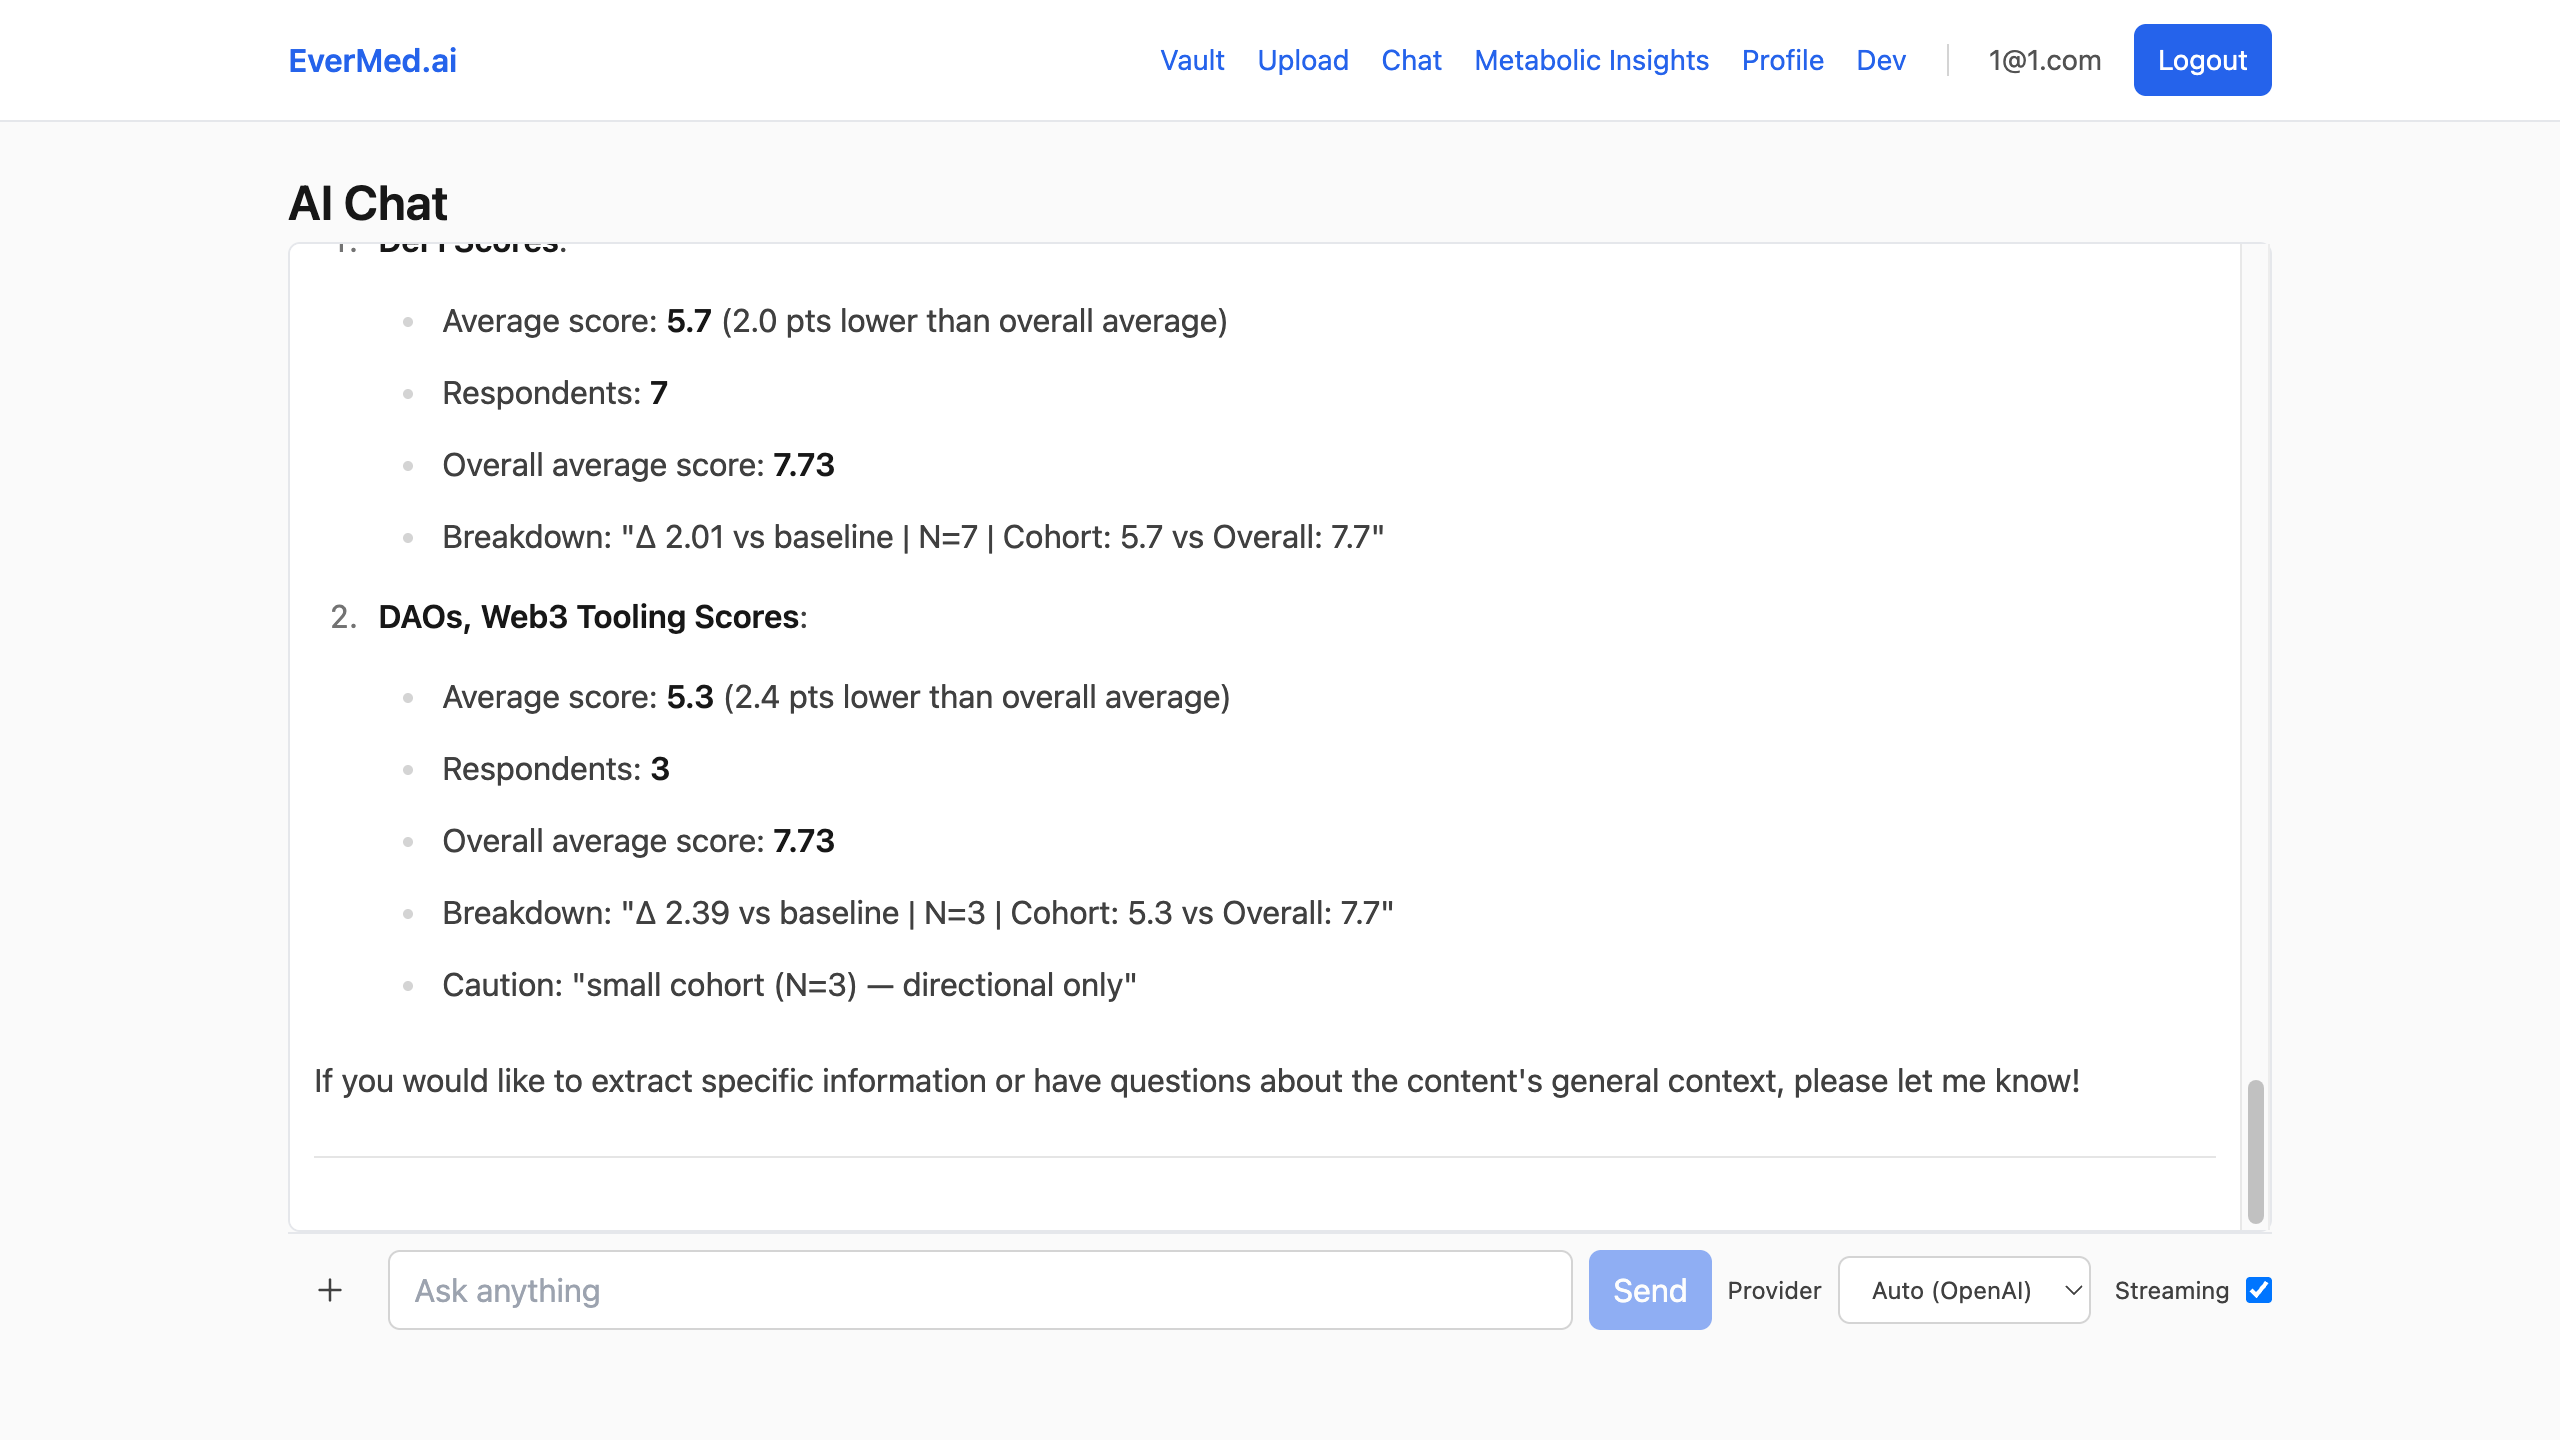 EverMed.ai
Vault Upload Chat Metabolic Insights Profile Dev 1@1.com Logout
AI Chat
1. DeFi Scores:
Average score: 5.7 (2.0 pts lower than overall average)
Respondents: 7
Overall average score: 7.73
Breakdown: "Δ 2.01 vs baseline | N=7 | Cohort: 5.7 vs Overall: 7.7"
2. DAOs, Web3 Tooling Scores:
Average score: 5.3 (2.4 pts lower than overall average)
Respondents: 3
Overall average score: 7.73
Breakdown: "Δ 2.39 vs baseline | N=3 | Cohort: 5.3 vs Overall: 7.7"
Caution: "small cohort (N=3) — directional only"
If you would like to extract specific information or have questions about the content's general context, please let me know!
Ask anything Send Provider Auto (OpenAI) Streaming